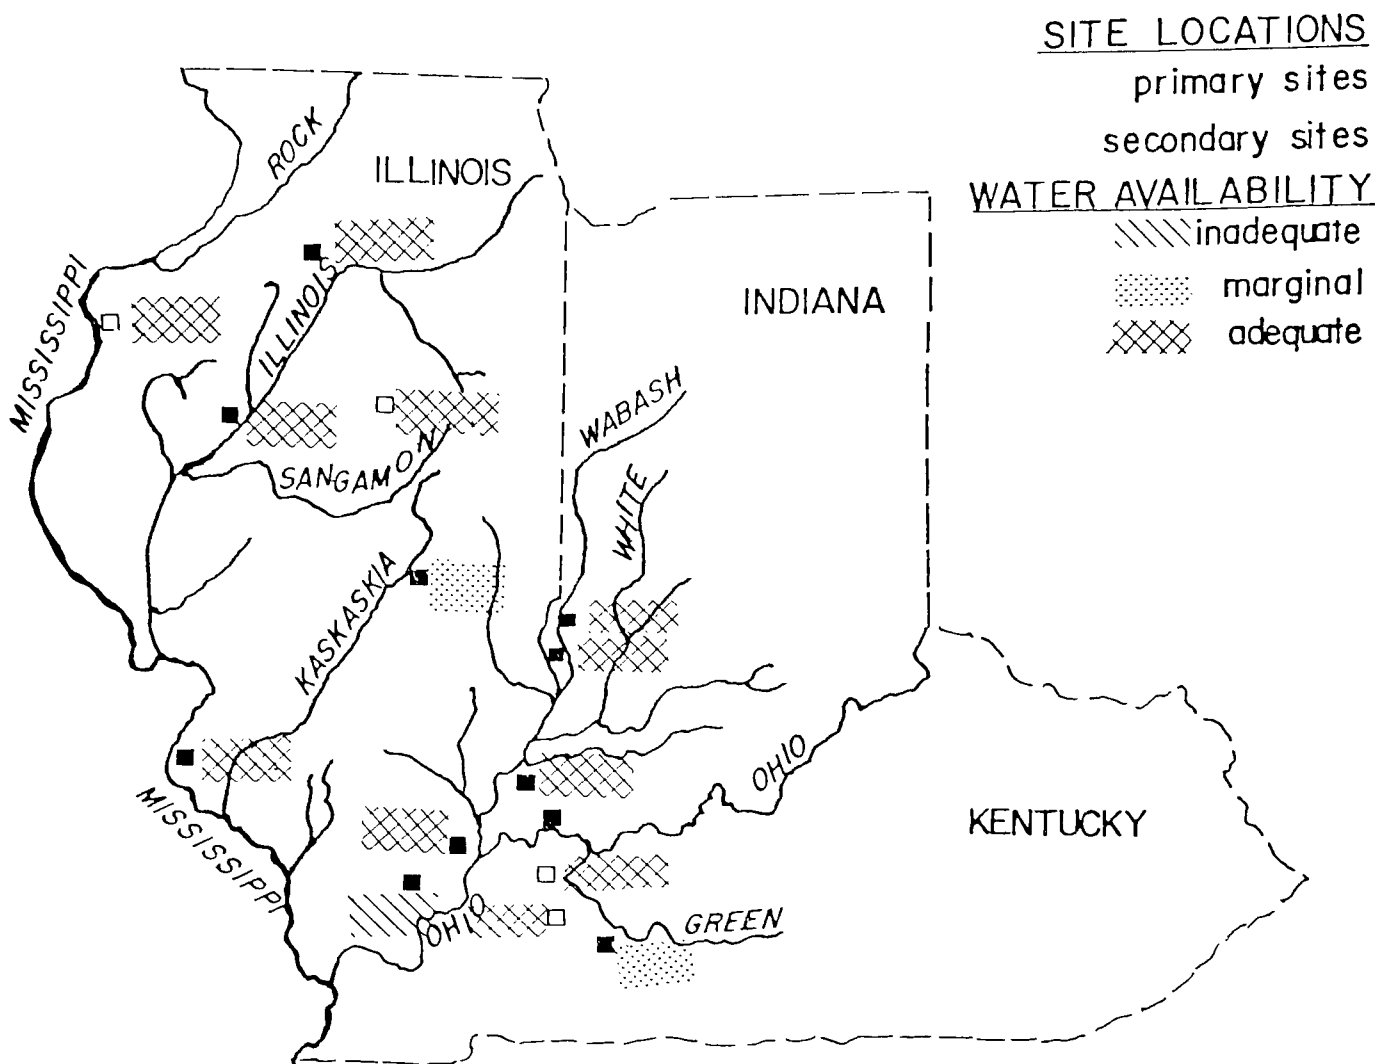 SITE LOCATIONS
primary sites
secondary sites
WATER AVAILABILITY
inadequate
marginal
adequate
ROCK
ILLINOIS
MISSISSIPPI
ILLINOIS
INDIANA
WABASH
SANGAMON
WHITE
KASKASKIA
MISSISSIPPI
OHIO
KENTUCKY
OHIO
GREEN